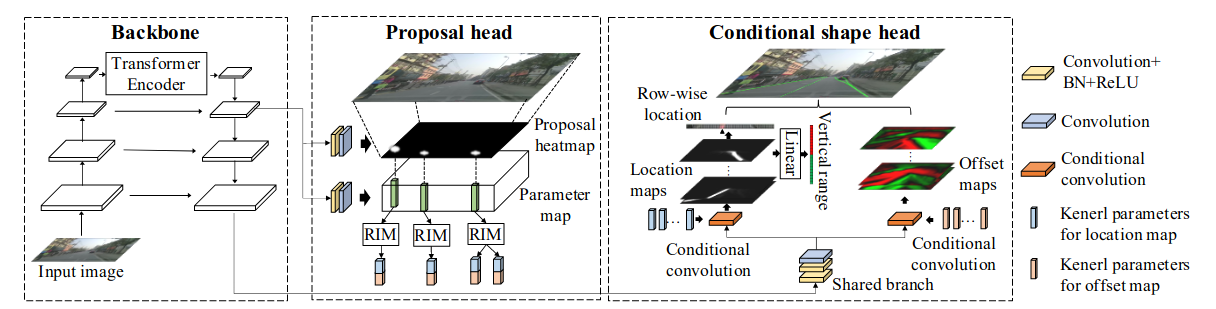 Backbone
Transformer
Encoder
Input image
Proposal head
Proposal
heatmap
Parameter
map
RIM
RIM
RIM
Conditional shape head
Row-wise
location
Location
maps
Linear
Vertical range
Offset
maps
Conditional
convolution
Conditional
convolution
Shared branch
Convolution+
BN+ReLU
Convolution
Conditional
convolution
Kenerl parameters
for location map
Kenerl parameters
for offset map